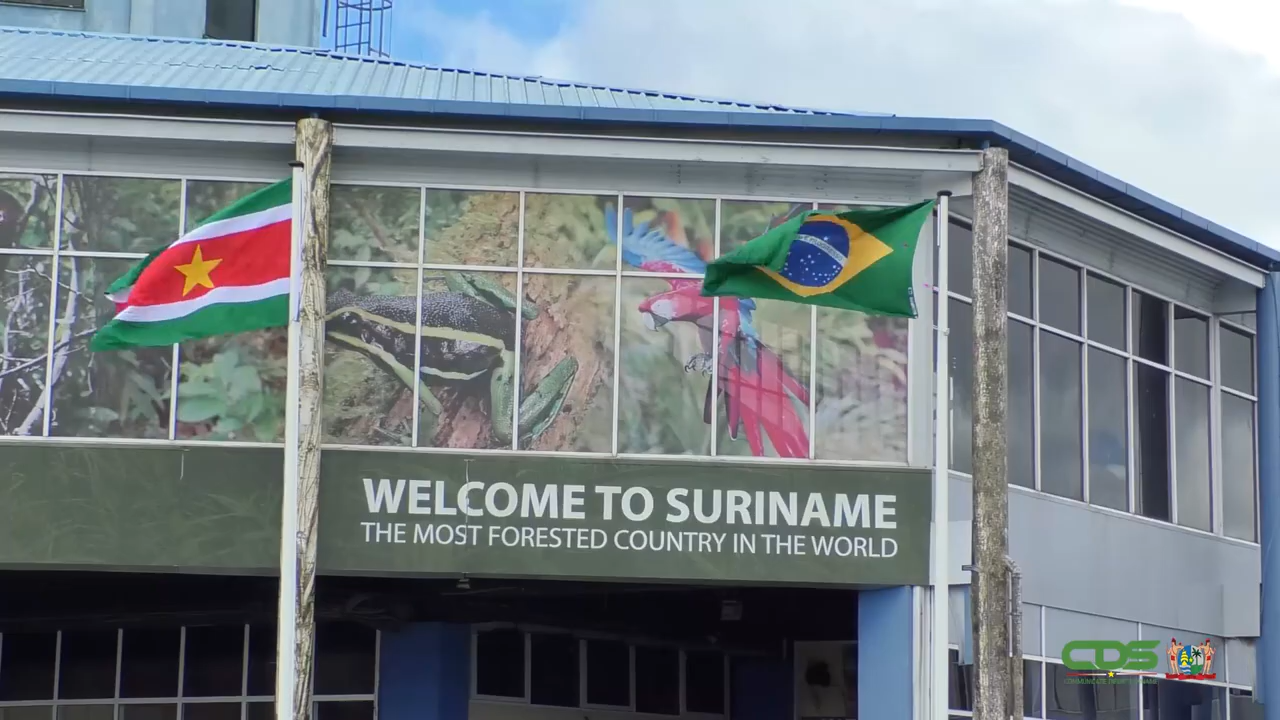 WELCOME TO SURINAME
THE MOST FORESTED COUNTRY IN THE WORLD
CDS